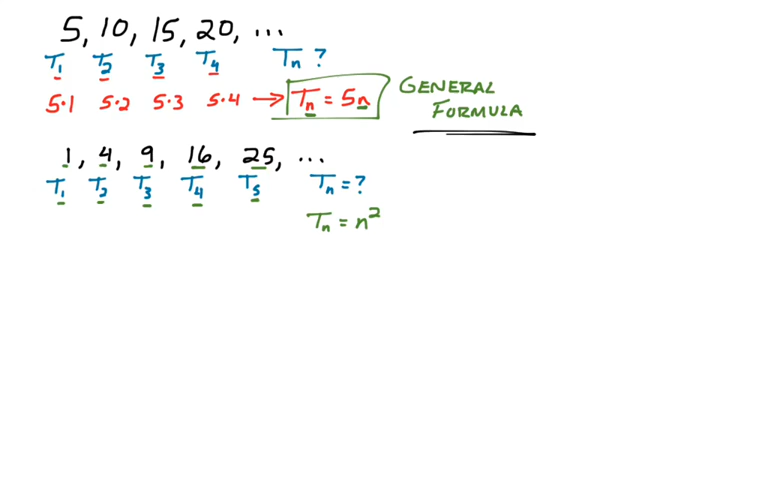 5, 10, 15, 20, ...
T₁ T₂ T₃ T₄ Tₙ ?
5·1 5·2 5·3 5·4 → Tₙ = 5n
GENERAL
FORMULA
1, 4, 9, 16, 25, ...
T₁ T₂ T₃ T₄ T₅ Tₙ = ?
Tₙ = n²